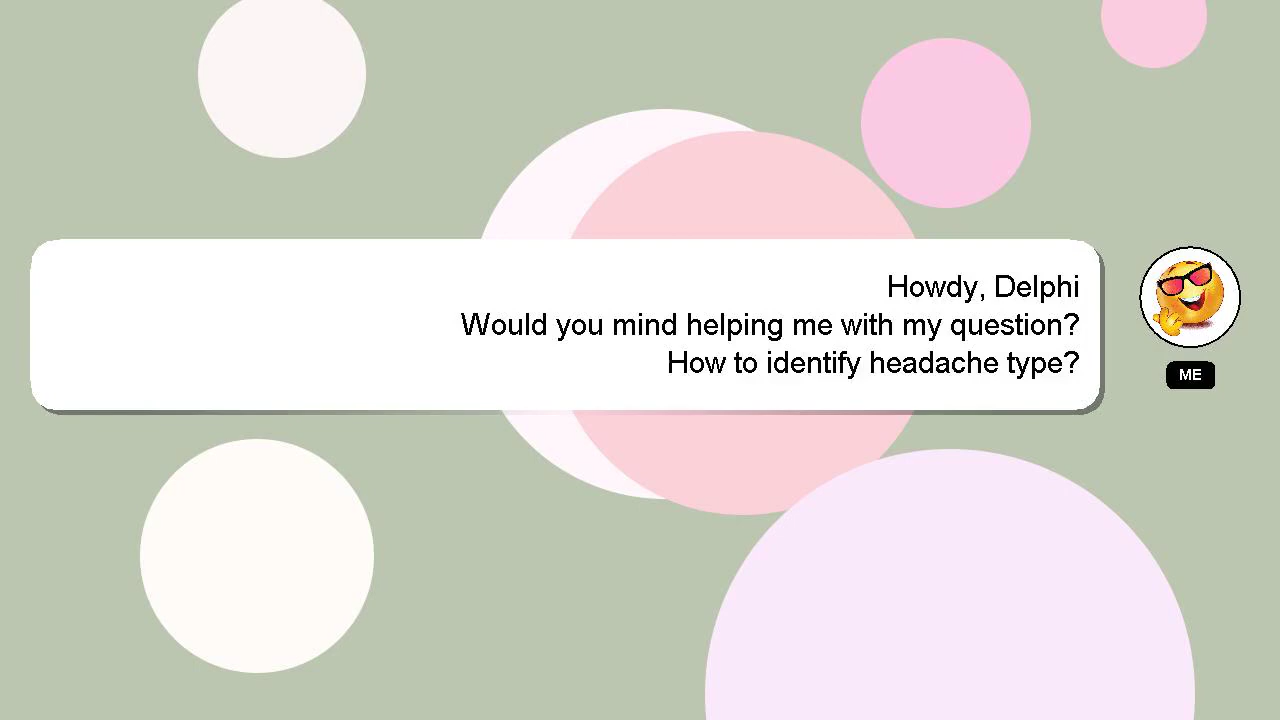 Howdy, Delphi
Would you mind helping me with my question?
How to identify headache type?
ME